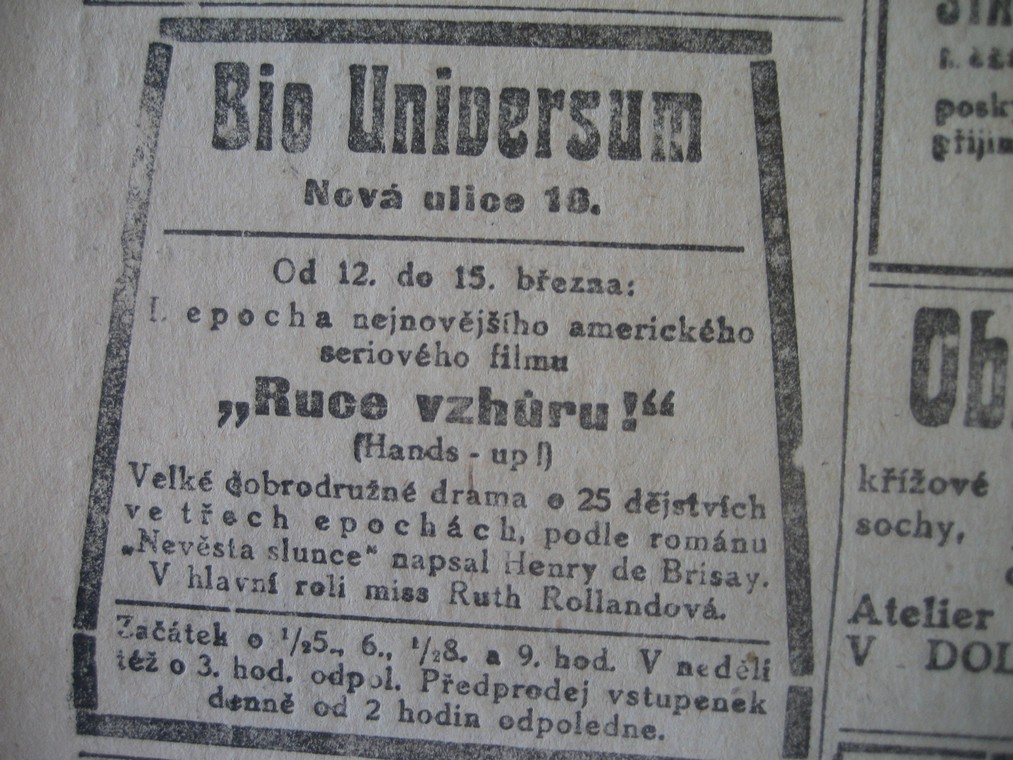 Bio Universum
Nová ulice 18.
Od 12. do 15. března:
I. epocha nejnovějšího amerického
seriového filmu
„Ruce vzhůru!“
(Hands - up!)
Velké dobrodružné drama o 25 dějstvích
ve třech epochách, podle románu
„Nevěsta slunce“ napsal Henry de Brisay.
V hlavní roli miss Ruth Rollandová.
Začátek o ½5., 6., ½8. a 9. hod. V neděli
též o 3. hod. odpol. Předprodej vstupenek
denně od 2 hodin odpoledne.
křížové
sochy,
Atelier
V DOL